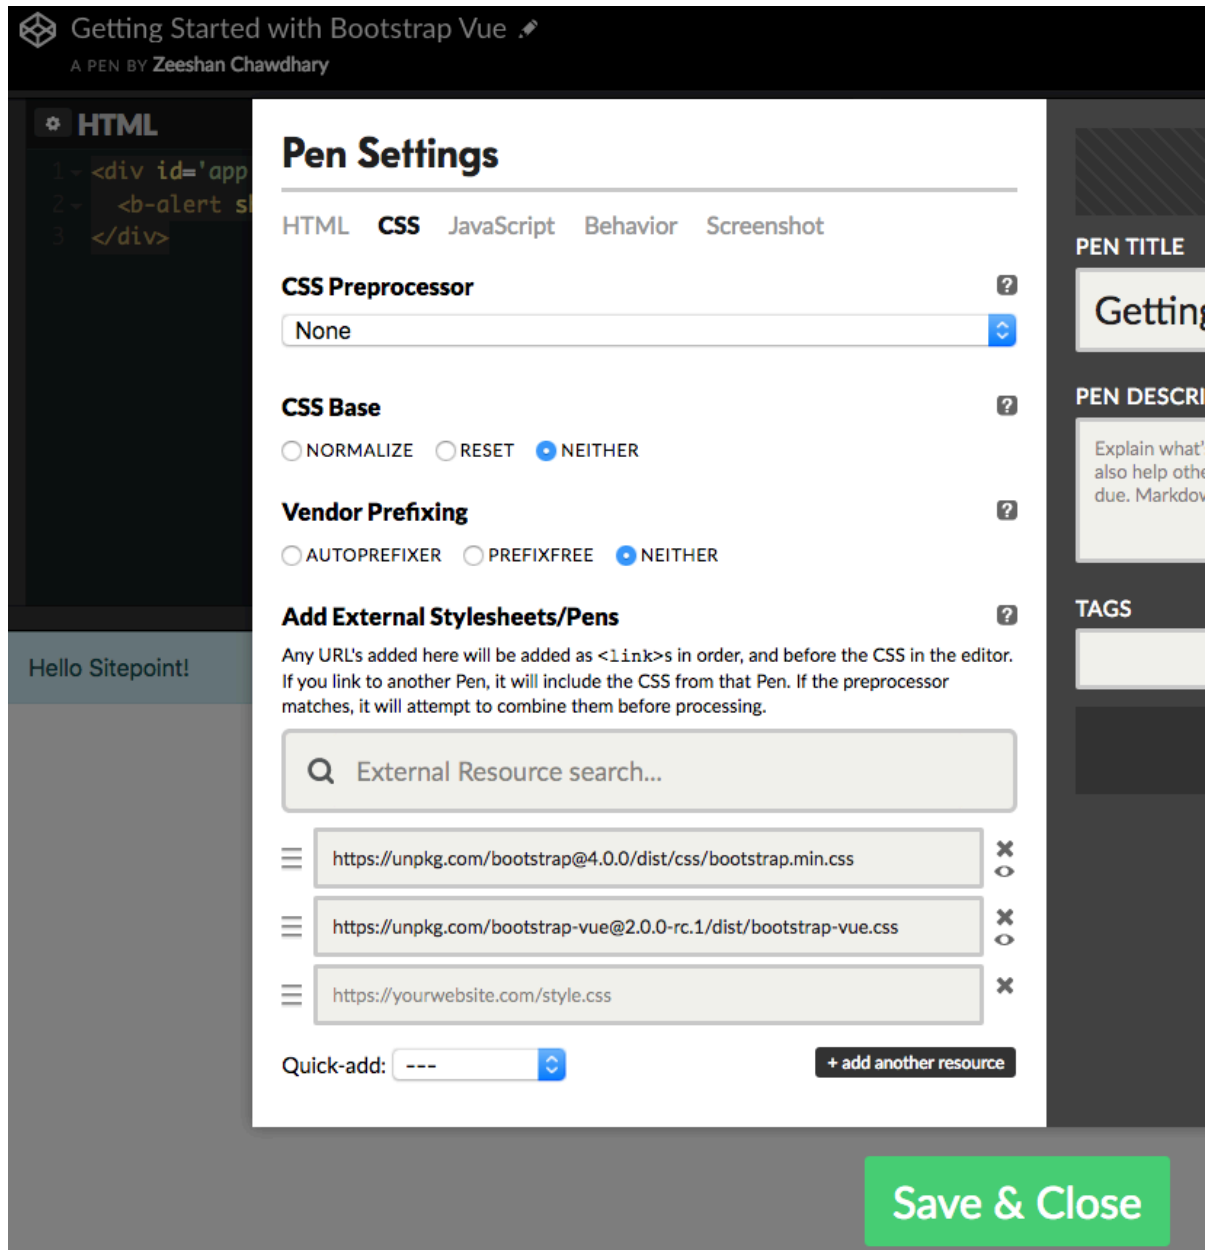 Getting Started with Bootstrap Vue
A PEN BY Zeeshan Chawdhary
HTML
1 <div id='app
2 <b-alert sl
3 </div>
Hello Sitepoint!
Pen Settings
HTML CSS JavaScript Behavior Screenshot
CSS Preprocessor ?
None
CSS Base ?
NORMALIZE RESET NEITHER
Vendor Prefixing ?
AUTOPREFIXER PREFIXFREE NEITHER
Add External Stylesheets/Pens ?
Any URL's added here will be added as <link>s in order, and before the CSS in the editor.
If you link to another Pen, it will include the CSS from that Pen. If the preprocessor
matches, it will attempt to combine them before processing.
External Resource search...
https://unpkg.com/bootstrap@4.0.0/dist/css/bootstrap.min.css
https://unpkg.com/bootstrap-vue@2.0.0-rc.1/dist/bootstrap-vue.css
https://yourwebsite.com/style.css
Quick-add: ---
+ add another resource
PEN TITLE
Getting
PEN DESCRI
Explain what'
also help othe
due. Markdov
TAGS
Save & Close